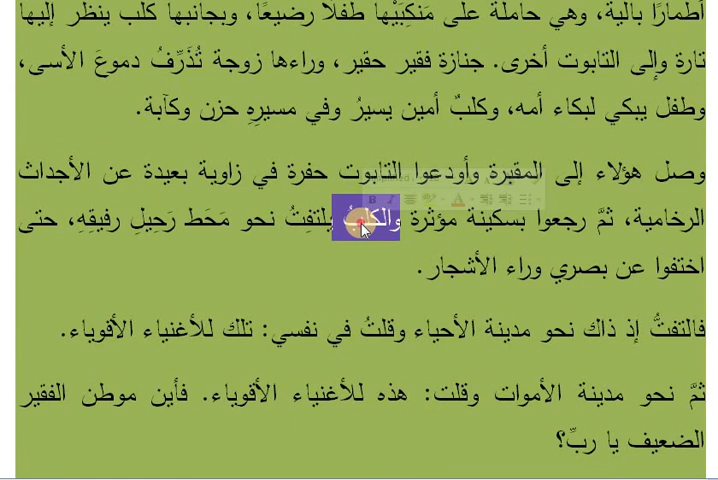 أطمارًا بالية، وهي حاملة على مَنكِبَيْها طفلًا رضيعًا، وبجانبها كلب ينظر إليها
تارة وإلى التابوت أخرى. جنازة فقير حقير، وراءها زوجة تُذَرِّفُ دموعَ الأسى،
وطفل يبكي لبكاء أمه، وكلبٌ أمين يسيرُ وفي مسيرِهِ حزن وكآبة.
وصل هؤلاء إلى المقبرة وأودعوا التابوت حفرة في زاوية بعيدة عن الأجداث
الرخامية، ثمَّ رجعوا بسكينة مؤثرة والكلبُ يلتفِتُ نحو مَحَط رَحِيلِ رفيقِهِ، حتى
اختفوا عن بصري وراء الأشجار.
فالتفتُّ إذ ذاك نحو مدينة الأحياء وقلتُ في نفسي: تلك للأغنياء الأقوياء.
ثمَّ نحو مدينة الأموات وقلت: هذه للأغنياء الأقوياء. فأين موطن الفقير
الضعيف يا ربِّ؟